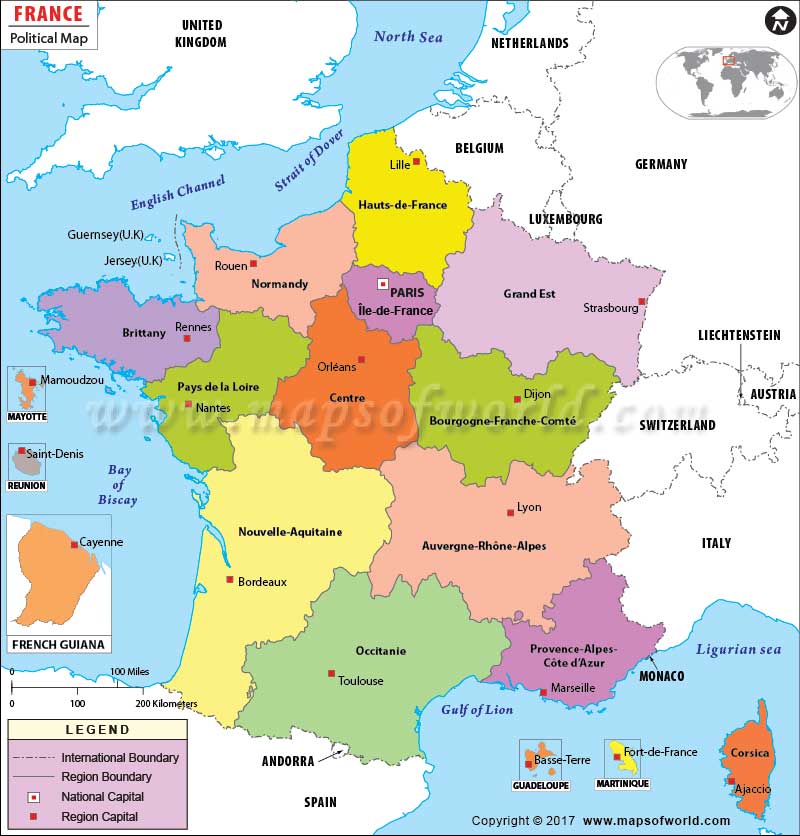 FRANCE
Political Map
UNITED
KINGDOM
North Sea
NETHERLANDS
N
BELGIUM
GERMANY
Strait of Dover
English Channel
Lille
Hauts-de-France
LUXEMBOURG
Guernsey(U.K)
Jersey(U.K)
Rouen
Normandy
PARIS
Île-de-France
Grand Est
Strasbourg
Brittany
Rennes
LIECHTENSTEIN
AUSTRIA
Orléans
Centre
Pays de la Loire
Nantes
Dijon
Bourgogne-Franche-Comté
SWITZERLAND
www.mapsofworld.com
Mamoudzou
MAYOTTE
Saint-Denis
REUNION
Bay
of
Biscay
Nouvelle-Aquitaine
Bordeaux
Lyon
Auvergne-Rhône-Alpes
ITALY
Cayenne
FRENCH GUIANA
Occitanie
Toulouse
Provence-Alpes-
Côte d'Azur
Marseille
MONACO
Ligurian sea
Gulf of Lion
0 100 Miles
0 100 200 Kilometers
LEGEND
International Boundary
Region Boundary
National Capital
Region Capital
ANDORRA
SPAIN
Basse-Terre
GUADELOUPE
Fort-de-France
MARTINIQUE
Corsica
Ajaccio
Copyright © 2017 www.mapsofworld.com